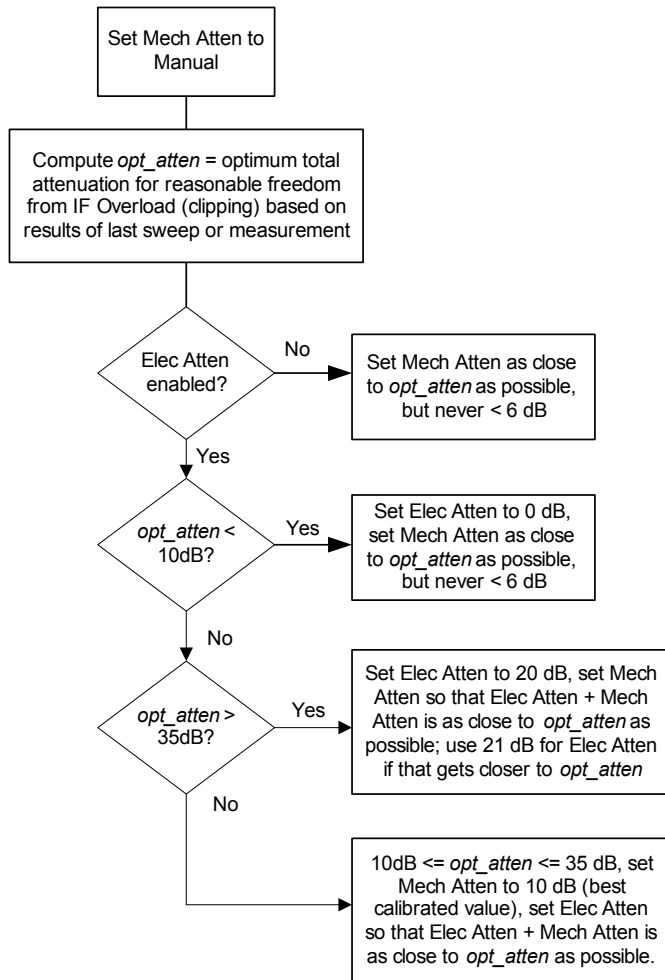 Set Mech Atten to
Manual
Compute opt_atten = optimum total
attenuation for reasonable freedom
from IF Overload (clipping) based on
results of last sweep or measurement
Elec Atten
enabled?
No
Set Mech Atten as close
to opt_atten as possible,
but never < 6 dB
Yes
opt_atten <
10dB?
Yes
Set Elec Atten to 0 dB,
set Mech Atten as close
to opt_atten as possible,
but never < 6 dB
No
opt_atten >
35dB?
Yes
Set Elec Atten to 20 dB, set Mech
Atten so that Elec Atten + Mech
Atten is as close to opt_atten as
possible; use 21 dB for Elec Atten
if that gets closer to opt_atten
No
10dB <= opt_atten <= 35 dB, set
Mech Atten to 10 dB (best
calibrated value), set Elec Atten
so that Elec Atten + Mech Atten is
as close to opt_atten as possible.